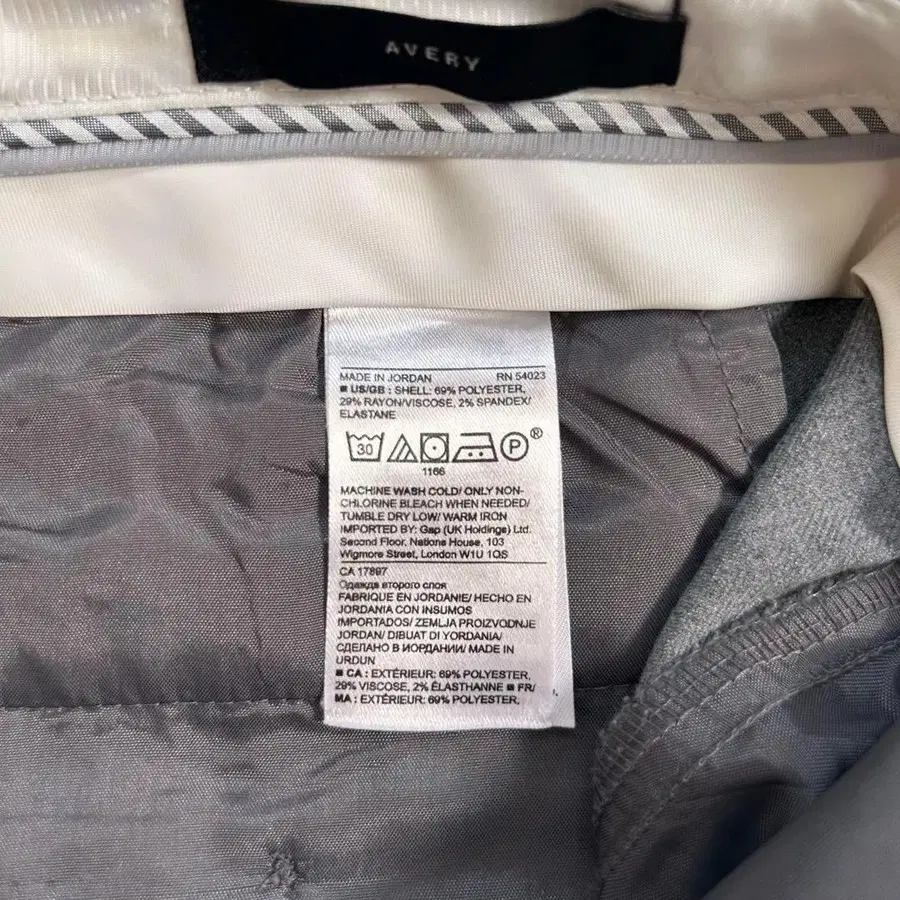 AVERY
MADE IN JORDAN RN 54023
■ US/GB : SHELL: 69% POLYESTER,
29% RAYON/VISCOSE, 2% SPANDEX/
ELASTANE
30 P ®
1166
MACHINE WASH COLD/ ONLY NON-
CHLORINE BLEACH WHEN NEEDED/
TUMBLE DRY LOW/ WARM IRON
IMPORTED BY: Gap (UK Holdings) Ltd.
Second Floor, Nations House, 103
Wigmore Street, London W1U 1QS
CA 17897
Одежда второго слоя
FABRIQUE EN JORDANIE/ HECHO EN
JORDANIA CON INSUMOS
IMPORTADOS/ ZEMLJA PROIZVODNJE
JORDAN/ DIBUAT DI YORDANIA/
СДЕЛАНО В ИОРДАНИИ/ MADE IN
URDUN
■ CA : EXTÉRIEUR: 69% POLYESTER,
29% VISCOSE, 2% ÉLASTHANNE ■ FR/
MA : EXTÉRIEUR: 69% POLYESTER,